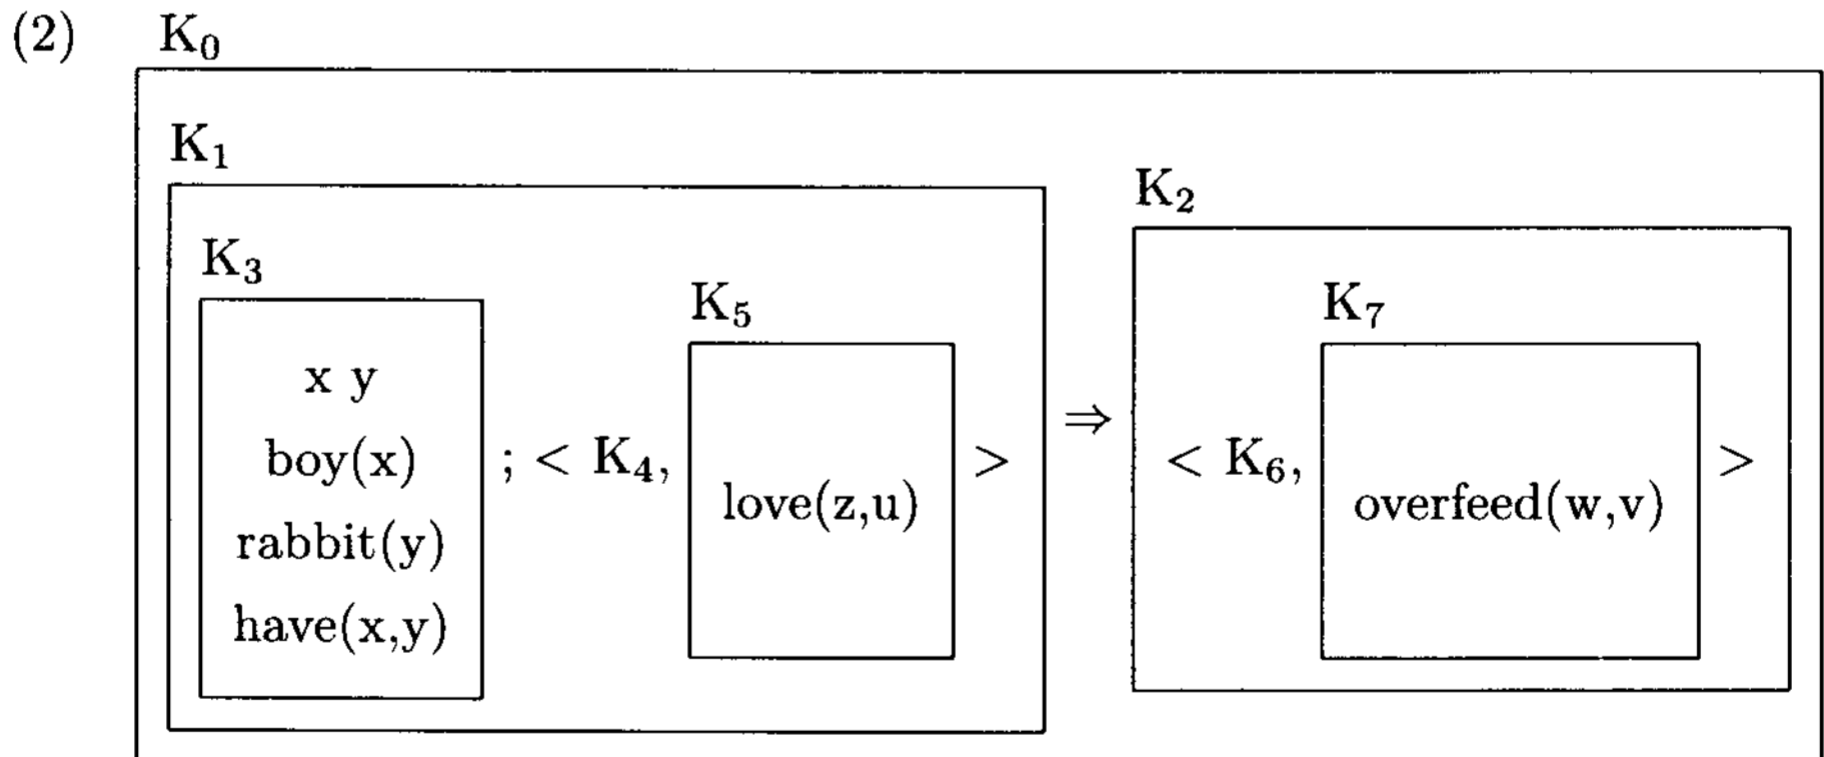 (2) K₀
K₁
K₂
K₃
K₅
K₇
x y
boy(x)
; < K₄,
>
⇒
< K₆,
>
love(z,u)
overfeed(w,v)
rabbit(y)
have(x,y)